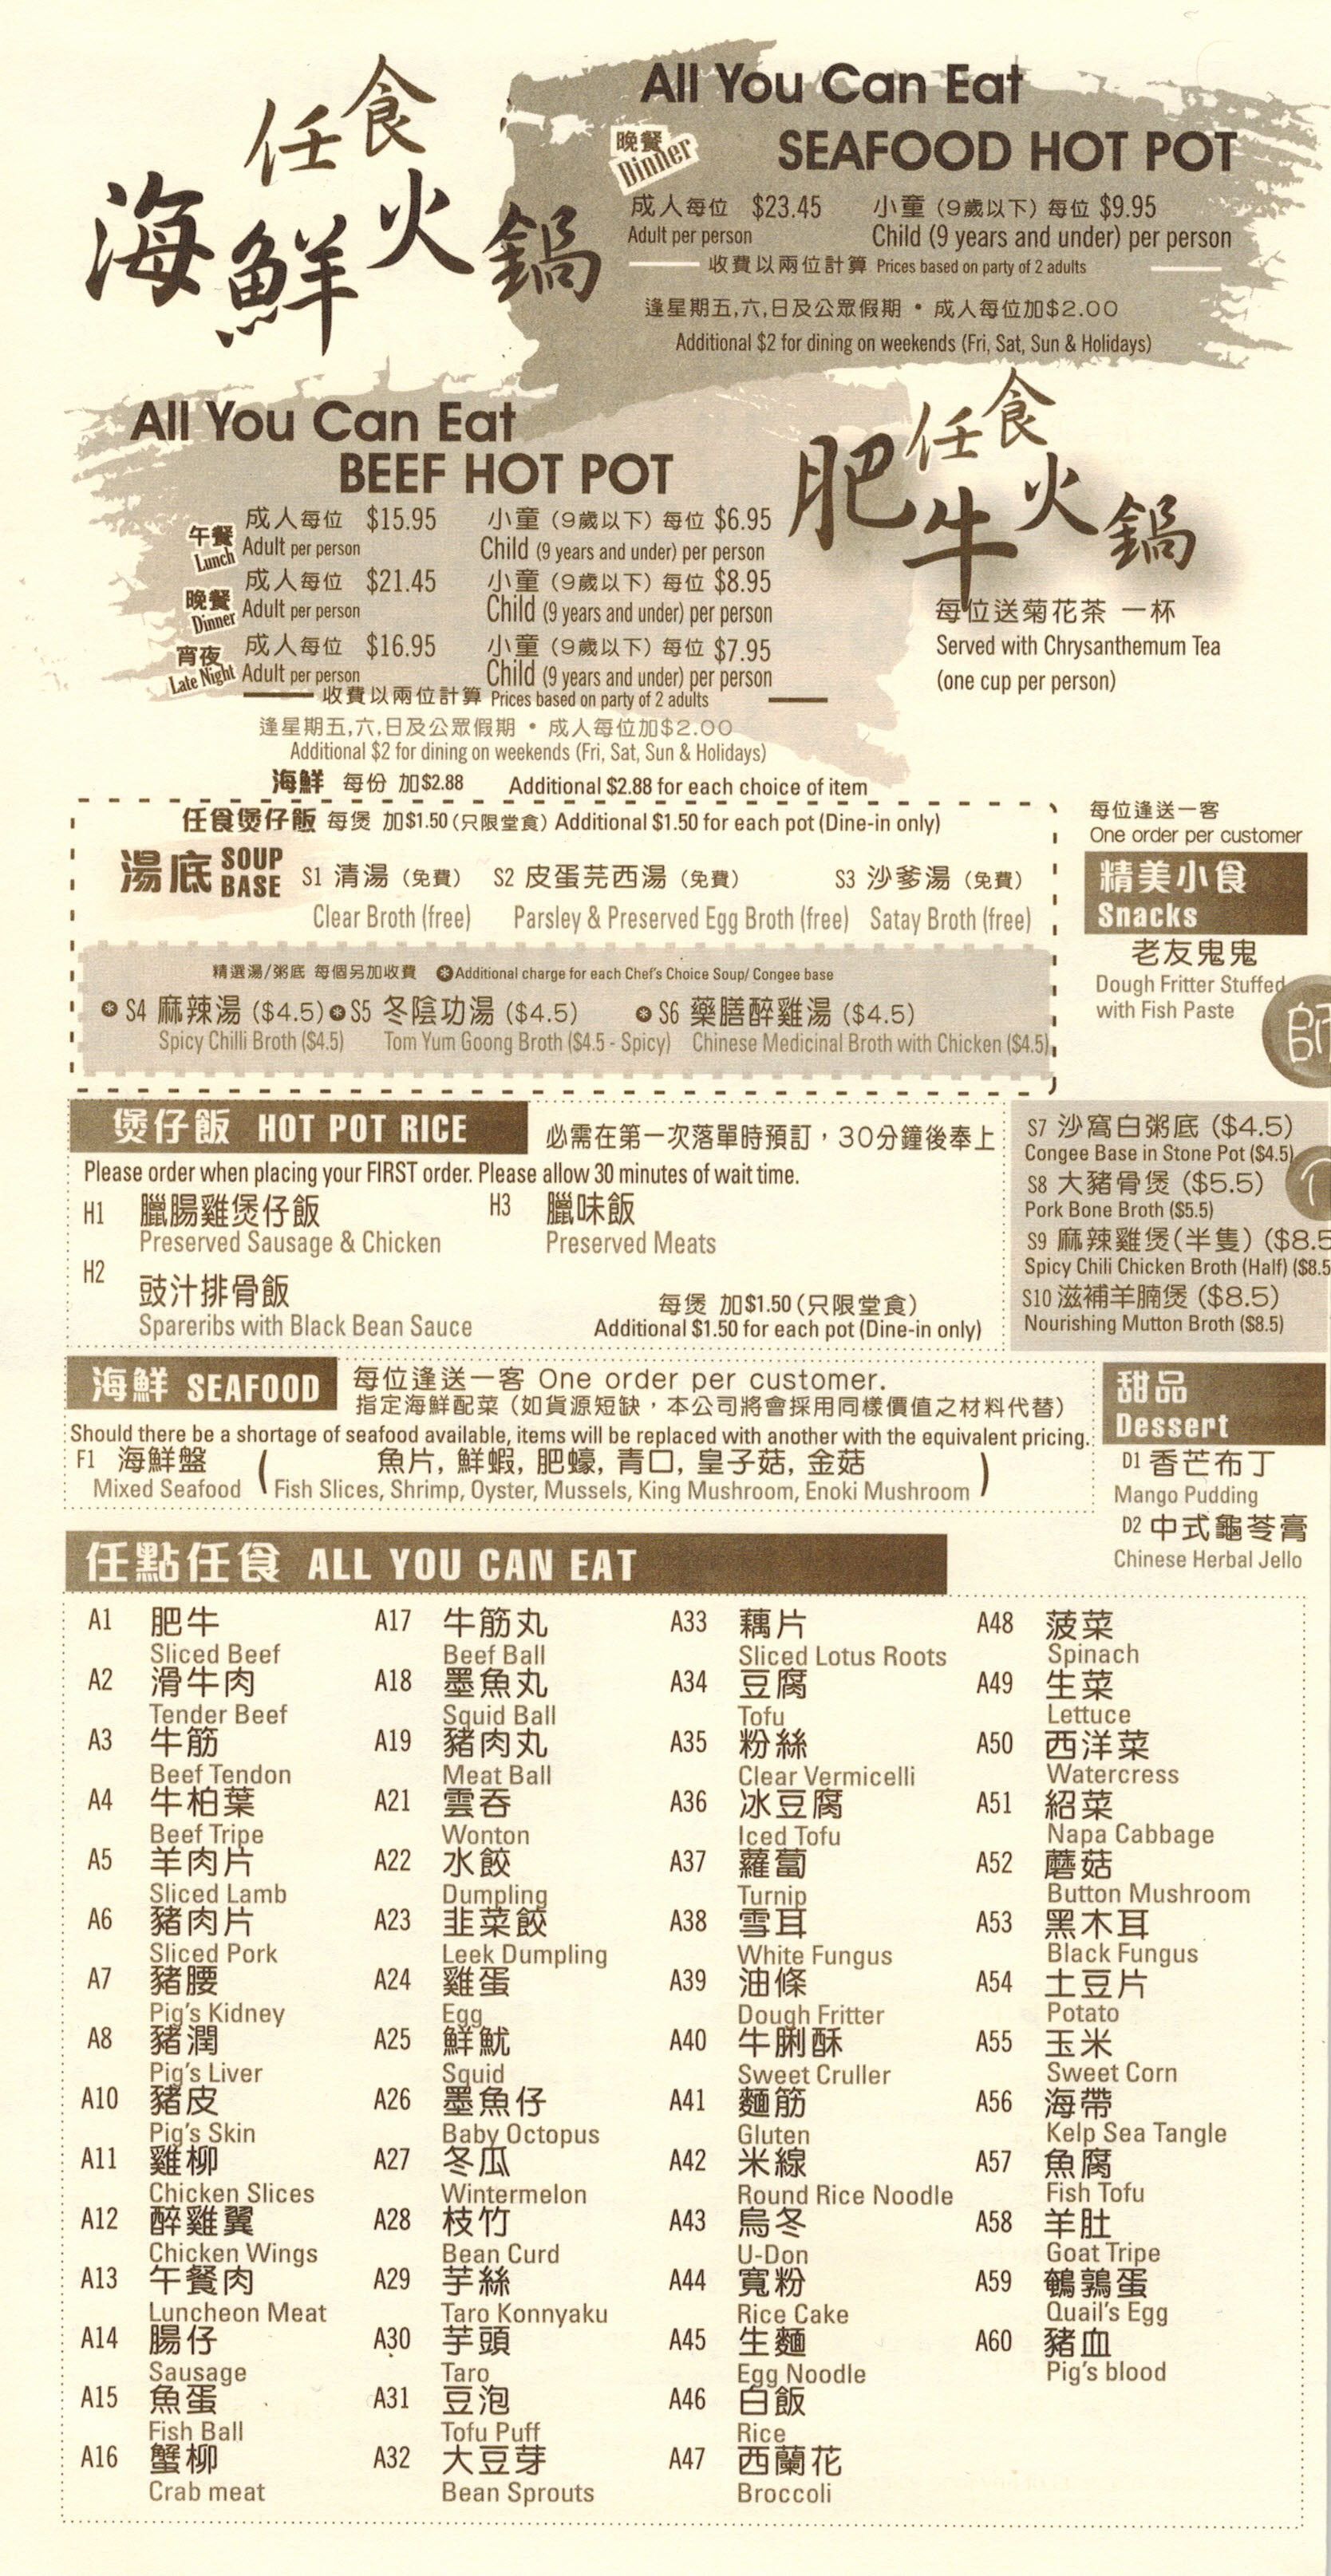 任食
海鮮火鍋
All You Can Eat
SEAFOOD HOT POT
晚餐
Dinner
成人每位 $23.45 小童 (9歲以下) 每位 $9.95
Adult per person Child (9 years and under) per person
收費以兩位計算 Prices based on party of 2 adults
逢星期五,六,日及公眾假期 • 成人每位加$2.00
Additional $2 for dining on weekends (Fri, Sat, Sun & Holidays)
All You Can Eat
BEEF HOT POT
任食
肥牛火鍋
午餐 成人每位 $15.95 小童 (9歲以下) 每位 $6.95
Lunch Adult per person Child (9 years and under) per person
晚餐 成人每位 $21.45 小童 (9歲以下) 每位 $8.95
Dinner Adult per person Child (9 years and under) per person
宵夜 成人每位 $16.95 小童 (9歲以下) 每位 $7.95
Late Night Adult per person Child (9 years and under) per person
收費以兩位計算 Prices based on party of 2 adults
逢星期五,六,日及公眾假期 • 成人每位加$2.00
Additional $2 for dining on weekends (Fri, Sat, Sun & Holidays)
每位送菊花茶 一杯
Served with Chrysanthemum Tea
(one cup per person)
海鮮 每份 加$2.88 Additional $2.88 for each choice of item
任食煲仔飯 每煲 加$1.50 (只限堂食) Additional $1.50 for each pot (Dine-in only)
湯底 SOUP BASE
S1 清湯 (免費) S2 皮蛋芫西湯 (免費) S3 沙爹湯 (免費)
Clear Broth (free) Parsley & Preserved Egg Broth (free) Satay Broth (free)
精選湯/粥底 每個另加收費 ✪Additional charge for each Chef's Choice Soup/ Congee base
✪ S4 麻辣湯 ($4.5) ✪ S5 冬陰功湯 ($4.5) ✪ S6 藥膳醉雞湯 ($4.5)
Spicy Chilli Broth ($4.5) Tom Yum Goong Broth ($4.5 - Spicy) Chinese Medicinal Broth with Chicken ($4.5)
每位逢送一客
One order per customer
精美小食
Snacks
老友鬼鬼
Dough Fritter Stuffed
with Fish Paste
師
煲仔飯 HOT POT RICE
必需在第一次落單時預訂，30分鐘後奉上
Please order when placing your FIRST order. Please allow 30 minutes of wait time.
H1 臘腸雞煲仔飯 H3 臘味飯
Preserved Sausage & Chicken Preserved Meats
H2 豉汁排骨飯
Spareribs with Black Bean Sauce
每煲 加$1.50 (只限堂食)
Additional $1.50 for each pot (Dine-in only)
S7 沙窩白粥底 ($4.5)
Congee Base in Stone Pot ($4.5)
S8 大豬骨煲 ($5.5)
Pork Bone Broth ($5.5)
S9 麻辣雞煲(半隻) ($8.5
Spicy Chili Chicken Broth (Half) ($8.5
S10 滋補羊腩煲 ($8.5)
Nourishing Mutton Broth ($8.5)
海鮮 SEAFOOD
每位逢送一客 One order per customer.
指定海鮮配菜 (如貨源短缺，本公司將會採用同樣價值之材料代替)
Should there be a shortage of seafood available, items will be replaced with another with the equivalent pricing.
F1 海鮮盤 ( 魚片, 鮮蝦, 肥蠔, 青口, 皇子菇, 金菇 )
Mixed Seafood Fish Slices, Shrimp, Oyster, Mussels, King Mushroom, Enoki Mushroom
甜品
Dessert
D1 香芒布丁
Mango Pudding
D2 中式龜苓膏
Chinese Herbal Jello
任點任食 ALL YOU CAN EAT
A1 肥牛
Sliced Beef
A2 滑牛肉
Tender Beef
A3 牛筋
Beef Tendon
A4 牛柏葉
Beef Tripe
A5 羊肉片
Sliced Lamb
A6 豬肉片
Sliced Pork
A7 豬腰
Pig's Kidney
A8 豬潤
Pig's Liver
A10 豬皮
Pig's Skin
A11 雞柳
Chicken Slices
A12 醉雞翼
Chicken Wings
A13 午餐肉
Luncheon Meat
A14 腸仔
Sausage
A15 魚蛋
Fish Ball
A16 蟹柳
Crab meat
A17 牛筋丸
Beef Ball
A18 墨魚丸
Squid Ball
A19 豬肉丸
Meat Ball
A21 雲吞
Wonton
A22 水餃
Dumpling
A23 韭菜餃
Leek Dumpling
A24 雞蛋
Egg
A25 鮮魷
Squid
A26 墨魚仔
Baby Octopus
A27 冬瓜
Wintermelon
A28 枝竹
Bean Curd
A29 芋絲
Taro Konnyaku
A30 芋頭
Taro
A31 豆泡
Tofu Puff
A32 大豆芽
Bean Sprouts
A33 藕片
Sliced Lotus Roots
A34 豆腐
Tofu
A35 粉絲
Clear Vermicelli
A36 冰豆腐
Iced Tofu
A37 蘿蔔
Turnip
A38 雪耳
White Fungus
A39 油條
Dough Fritter
A40 牛脷酥
Sweet Cruller
A41 麵筋
Gluten
A42 米線
Round Rice Noodle
A43 烏冬
U-Don
A44 寬粉
Rice Cake
A45 生麵
Egg Noodle
A46 白飯
Rice
A47 西蘭花
Broccoli
A48 菠菜
Spinach
A49 生菜
Lettuce
A50 西洋菜
Watercress
A51 紹菜
Napa Cabbage
A52 蘑菇
Button Mushroom
A53 黑木耳
Black Fungus
A54 土豆片
Potato
A55 玉米
Sweet Corn
A56 海帶
Kelp Sea Tangle
A57 魚腐
Fish Tofu
A58 羊肚
Goat Tripe
A59 鵪鶉蛋
Quail's Egg
A60 豬血
Pig's blood